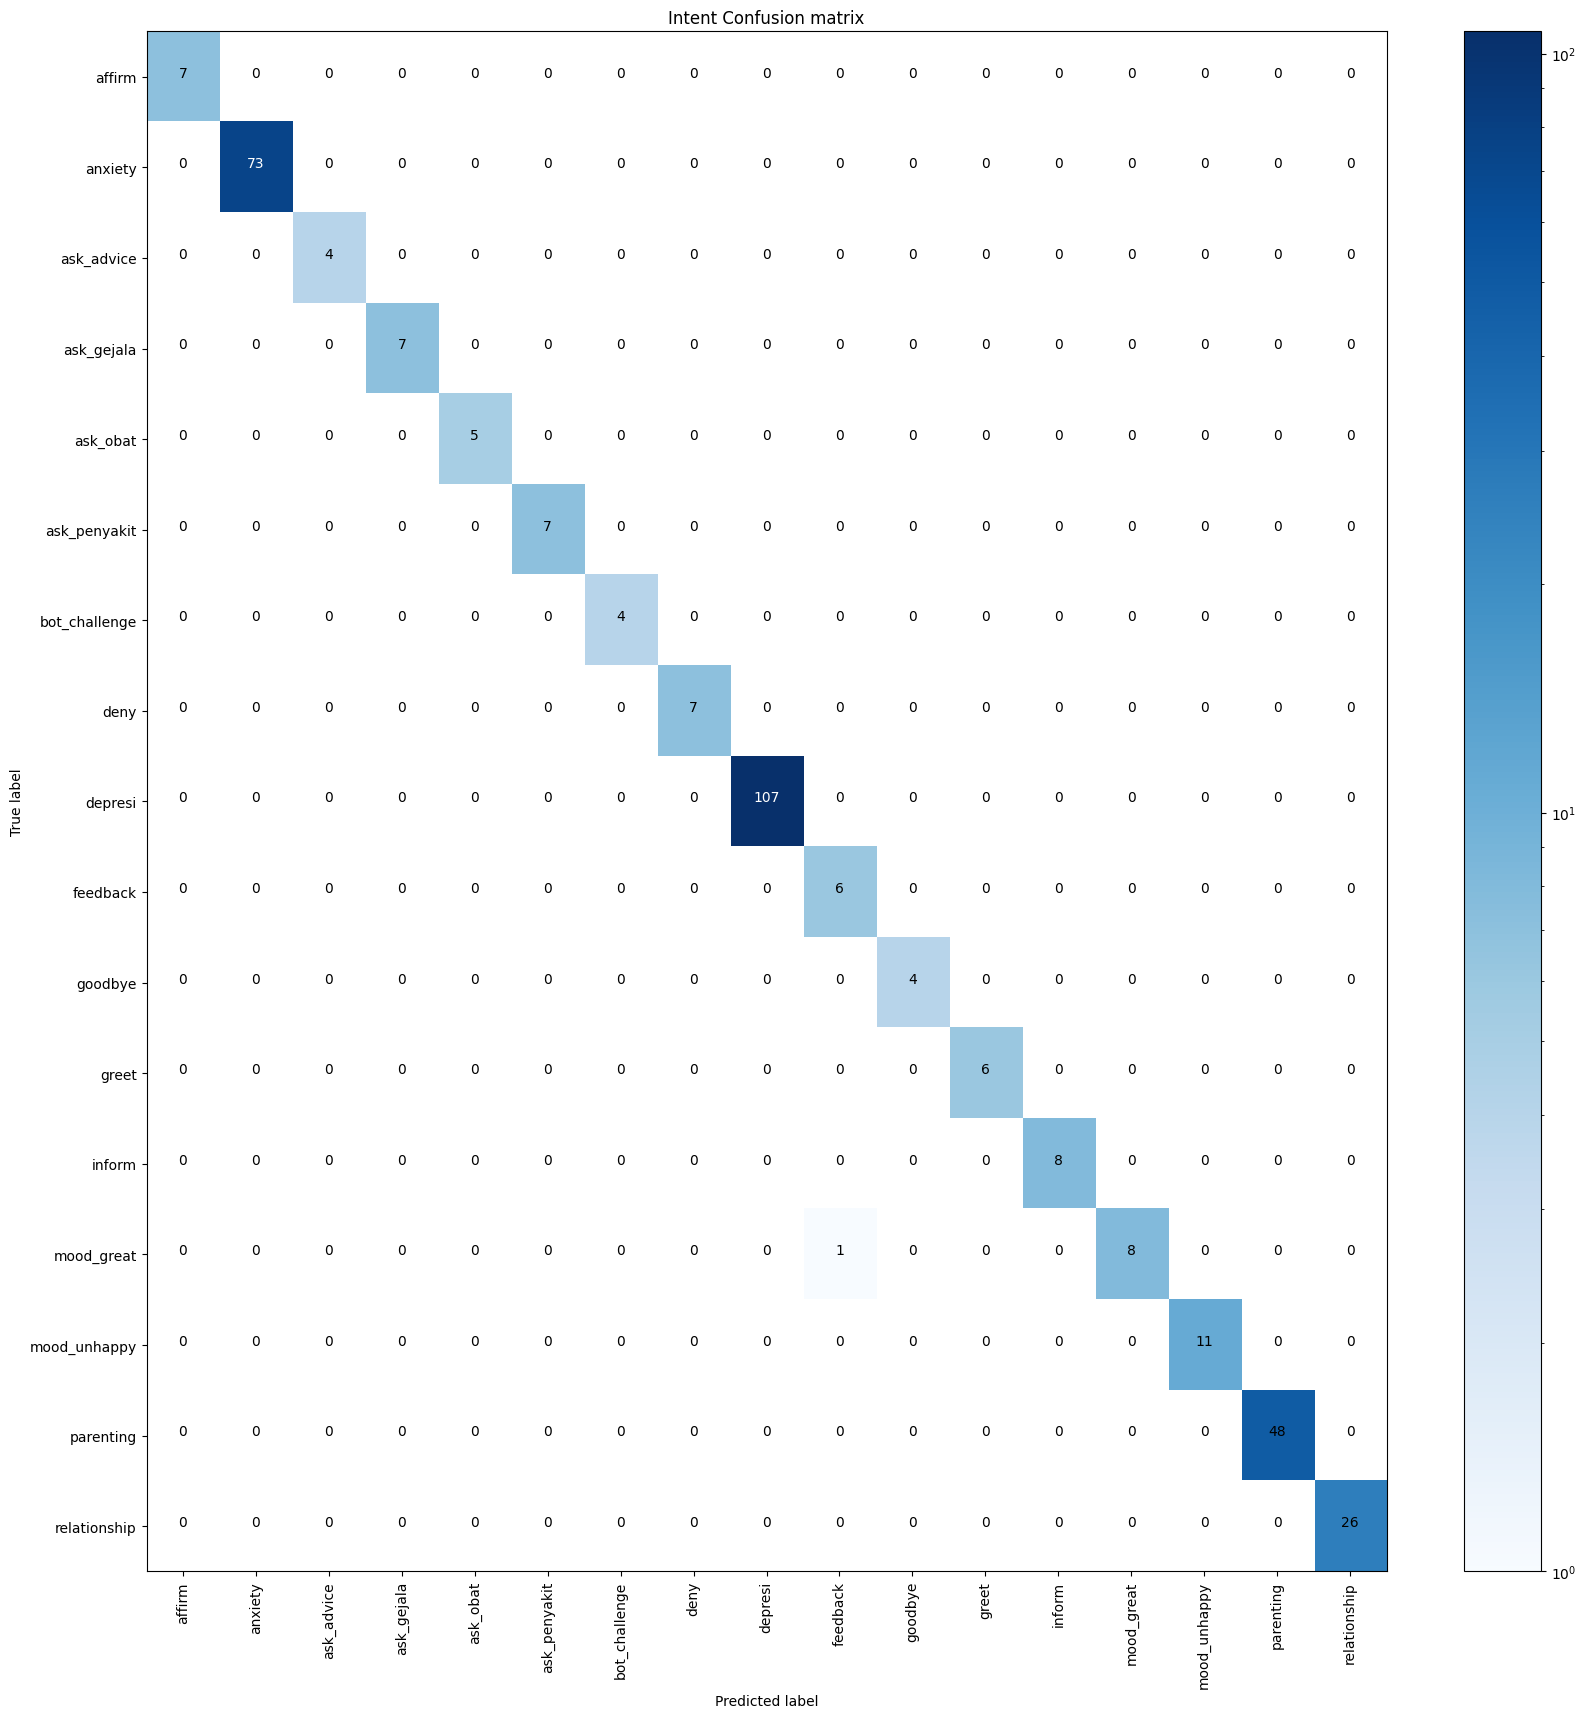 Intent Confusion matrix
affirm 7 0 0 0 0 0 0 0 0 0 0 0 0 0 0 0 0
anxiety 0 73 0 0 0 0 0 0 0 0 0 0 0 0 0 0 0
ask_advice 0 0 4 0 0 0 0 0 0 0 0 0 0 0 0 0 0
ask_gejala 0 0 0 7 0 0 0 0 0 0 0 0 0 0 0 0 0
ask_obat 0 0 0 0 5 0 0 0 0 0 0 0 0 0 0 0 0
ask_penyakit 0 0 0 0 0 7 0 0 0 0 0 0 0 0 0 0 0
bot_challenge 0 0 0 0 0 0 4 0 0 0 0 0 0 0 0 0 0
deny 0 0 0 0 0 0 0 7 0 0 0 0 0 0 0 0 0
depresi 0 0 0 0 0 0 0 0 107 0 0 0 0 0 0 0 0
feedback 0 0 0 0 0 0 0 0 0 6 0 0 0 0 0 0 0
goodbye 0 0 0 0 0 0 0 0 0 0 4 0 0 0 0 0 0
greet 0 0 0 0 0 0 0 0 0 0 0 6 0 0 0 0 0
inform 0 0 0 0 0 0 0 0 0 0 0 0 8 0 0 0 0
mood_great 0 0 0 0 0 0 0 0 0 1 0 0 0 8 0 0 0
mood_unhappy 0 0 0 0 0 0 0 0 0 0 0 0 0 0 11 0 0
parenting 0 0 0 0 0 0 0 0 0 0 0 0 0 0 0 48 0
relationship 0 0 0 0 0 0 0 0 0 0 0 0 0 0 0 0 26
True label
affirm
anxiety
ask_advice
ask_gejala
ask_obat
ask_penyakit
bot_challenge
deny
depresi
feedback
goodbye
greet
inform
mood_great
mood_unhappy
parenting
relationship
Predicted label
10²
10¹
10⁰